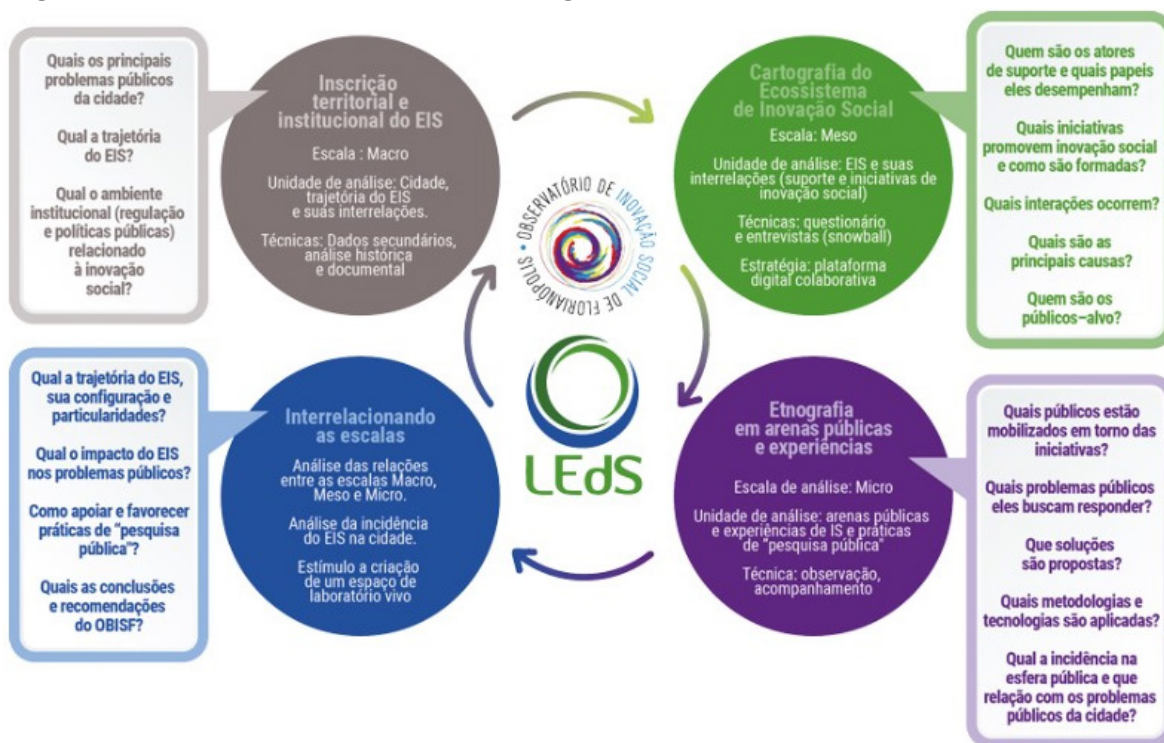 Quais os principais
problemas públicos
da cidade?
Qual a trajetória
do EIS?
Qual o ambiente
institucional (regulação
e políticas públicas)
relacionado
à inovação
social?
Inscrição
territorial e
institucional do EIS
Escala : Macro
Unidade de análise: Cidade,
trajetória do EIS
e suas interrelações.
Técnicas: Dados secundários,
análise histórica
e documental
OBSERVATÓRIO DE INOVAÇÃO SOCIAL DE FLORIANÓPOLIS •
Cartografia do
Ecossistema
de Inovação Social
Escala: Meso
Unidade de análise: EIS e suas
interrelações (suporte e iniciativas de
inovação social)
Técnicas: questionário
e entrevistas (snowball)
Estratégia: plataforma
digital colaborativa
Quem são os atores
de suporte e quais papeis
eles desempenham?
Quais iniciativas
promovem inovação social
e como são formadas?
Quais interações ocorrem?
Quais são as
principais causas?
Quem são os
públicos–alvo?
Qual a trajetória do EIS,
sua configuração e
particularidades?
Qual o impacto do EIS
nos problemas públicos?
Como apoiar e favorecer
práticas de “pesquisa
pública"?
Quais as conclusões
e recomendações
do OBISF?
Interrelacionando
as escalas
Análise das relações
entre as escalas Macro,
Meso e Micro.
Análise da incidência
do EIS na cidade.
Estímulo a criação
de um espaço de
laboratório vivo
LEdS
Etnografia
em arenas públicas
e experiências
Escala de análise: Micro
Unidade de análise: arenas públicas
e experiências de IS e práticas
de "pesquisa pública"
Técnica: observação,
acompanhamento
Quais públicos estão
mobilizados em torno das
iniciativas?
Quais problemas públicos
eles buscam responder?
Que soluções
são propostas?
Quais metodologias e
tecnologias são aplicadas?
Qual a incidência na
esfera pública e que
relação com os problemas
públicos da cidade?